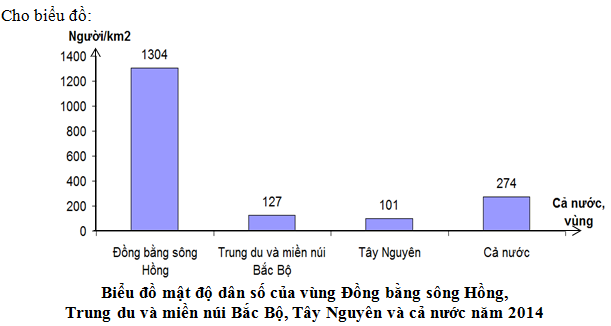 Cho biểu đồ:
Người/km2
1400
1200
1000
800
600
400
200
0
1304
127
101
274
Cả nước,
vùng
Đồng bằng sông
Hồng
Trung du và miền núi
Bắc Bộ
Tây Nguyên
Cả nước
Biểu đồ mật độ dân số của vùng Đồng bằng sông Hồng,
Trung du và miền núi Bắc Bộ, Tây Nguyên và cả nước năm 2014